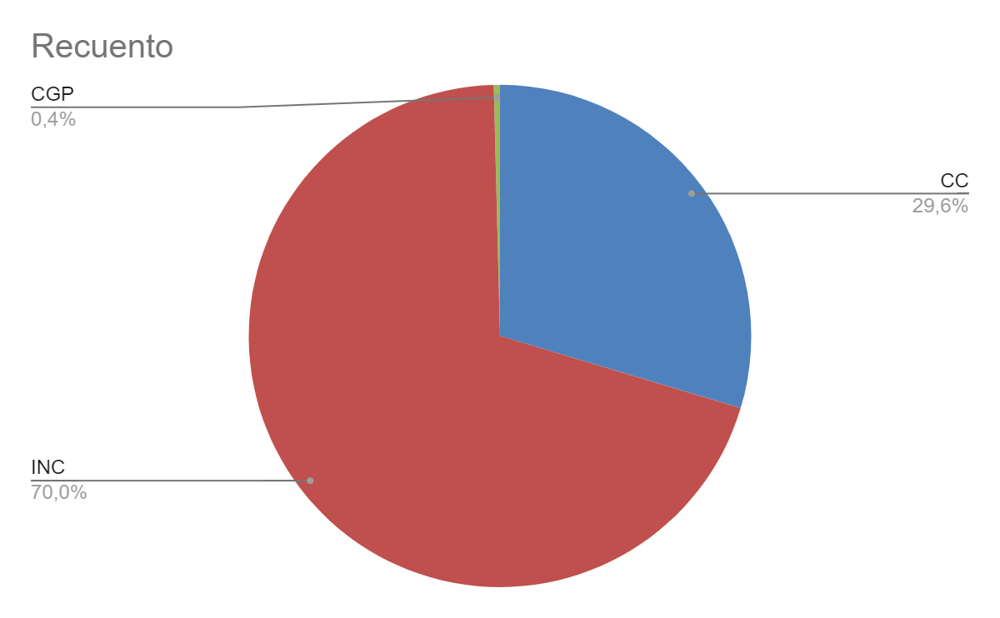 Recuento
CGP
0,4%
CC
29,6%
INC
70,0%